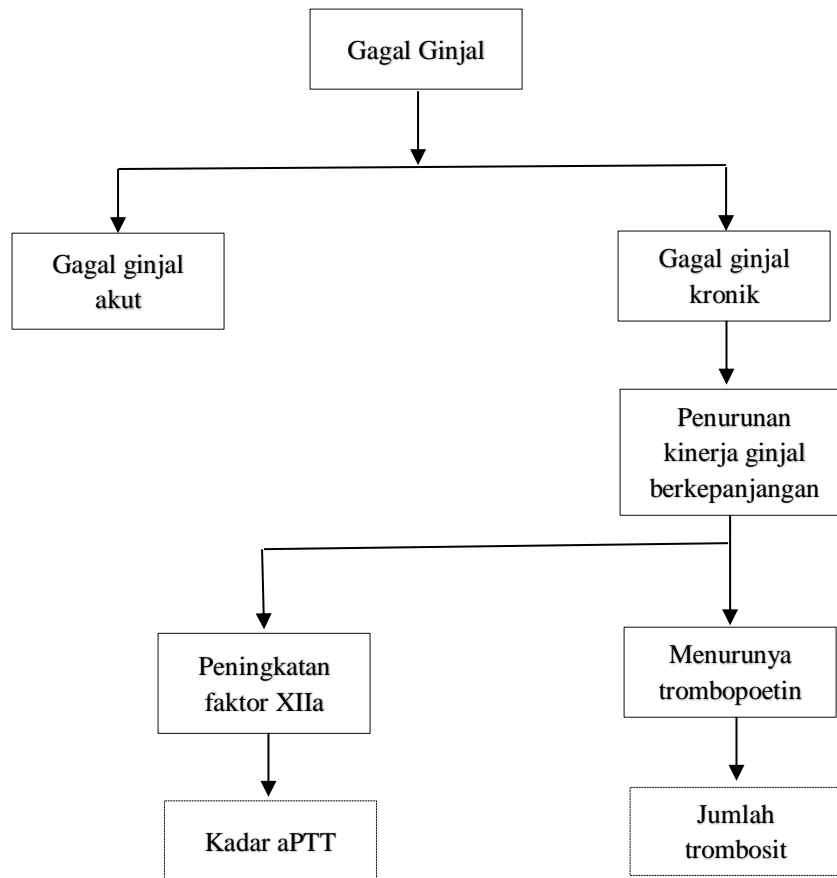 Gagal Ginjal
Gagal ginjal
akut
Gagal ginjal
kronik
Penurunan
kinerja ginjal
berkepanjangan
Peningkatan
faktor XIIa
Menurunya
trombopoetin
Kadar aPTT
Jumlah
trombosit